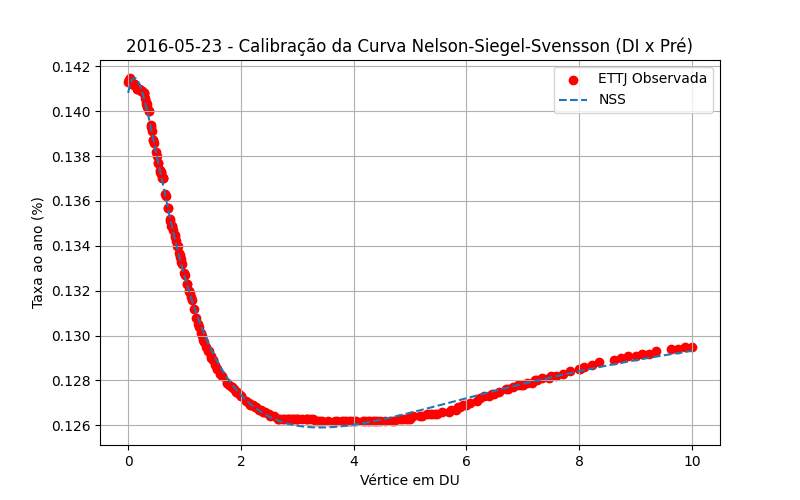 2016-05-23 - Calibração da Curva Nelson-Siegel-Svensson (DI x Pré)
ETTJ Observada
NSS
Taxa ao ano (%)
0.142
0.140
0.138
0.136
0.134
0.132
0.130
0.128
0.126
0 2 4 6 8 10
Vértice em DU